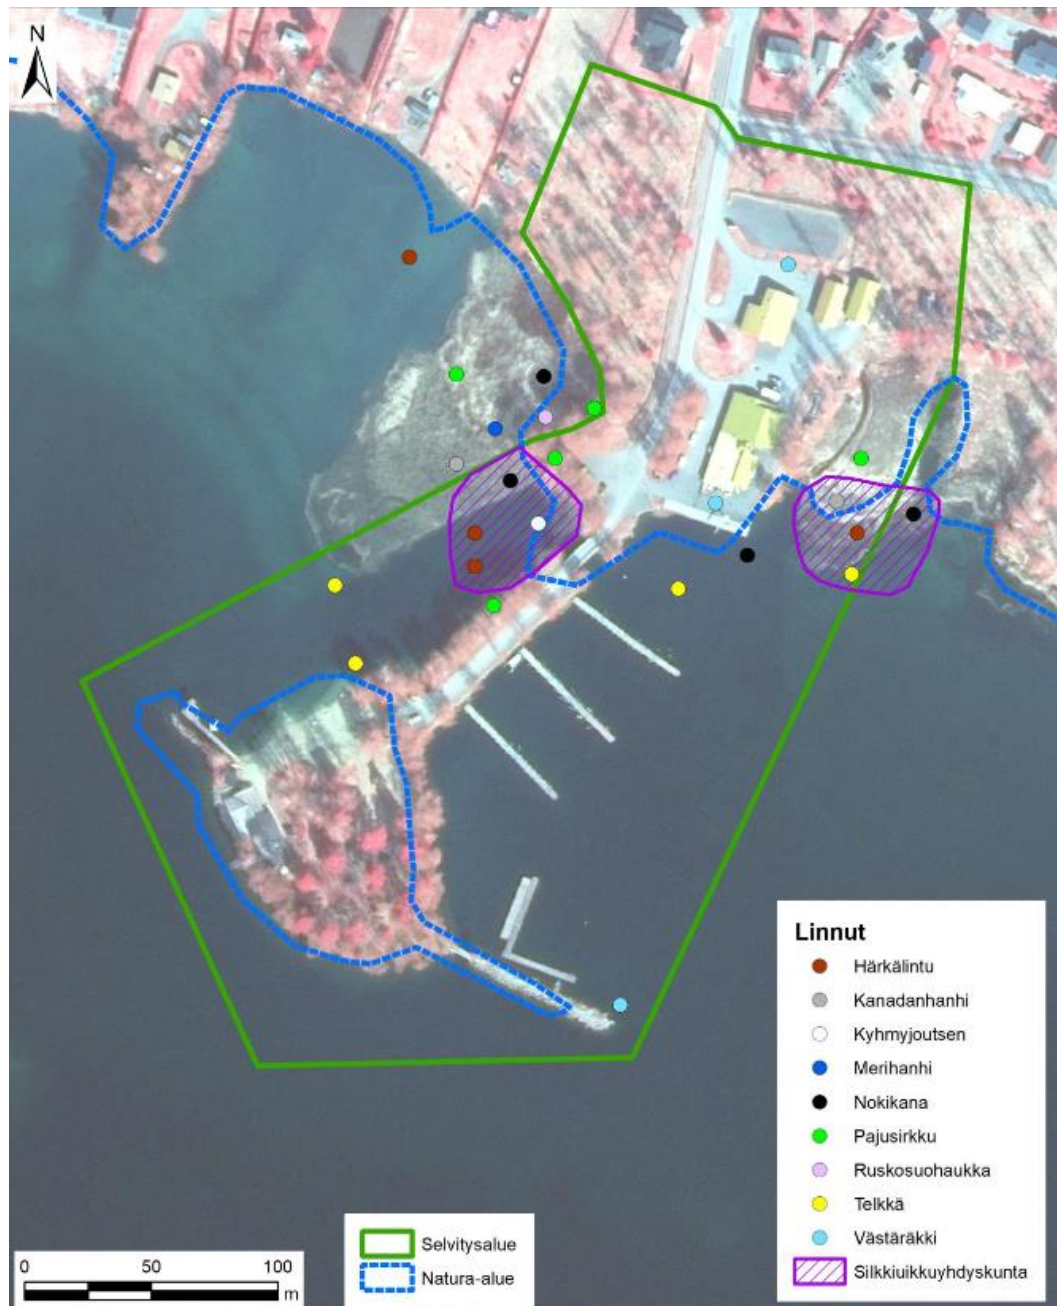 N
Linnut
Härkälintu
Kanadanhanhi
Kyhmyjoutsen
Merihanhi
Nokikana
Pajusirkku
Ruskosuohaukka
Telkkä
Västäräkki
Silkkiuikkuyhdyskunta
Selvitysalue
Natura-alue
0 50 100
m